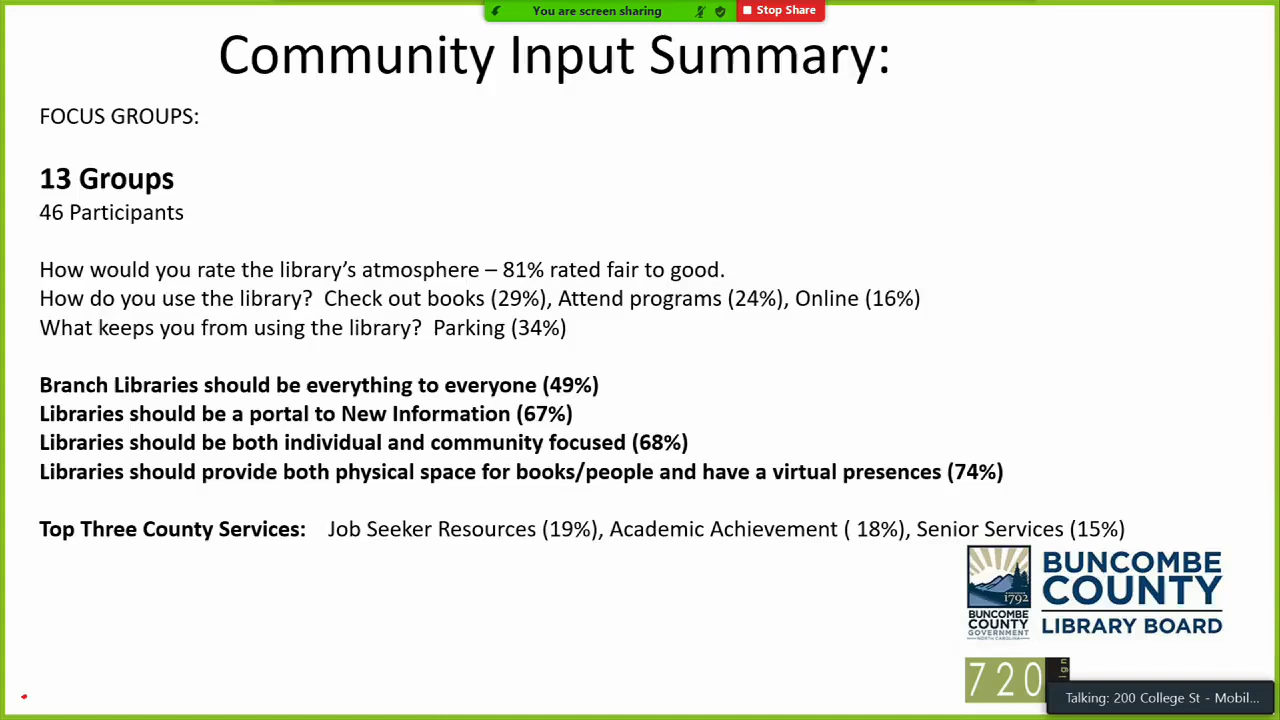 You are screen sharing
Stop Share
Community Input Summary:
FOCUS GROUPS:
13 Groups
46 Participants
How would you rate the library's atmosphere – 81% rated fair to good.
How do you use the library?  Check out books (29%), Attend programs (24%), Online (16%)
What keeps you from using the library?  Parking (34%)
Branch Libraries should be everything to everyone (49%)
Libraries should be a portal to New Information (67%)
Libraries should be both individual and community focused (68%)
Libraries should provide both physical space for books/people and have a virtual presences (74%)
Top Three County Services:    Job Seeker Resources (19%), Academic Achievement ( 18%), Senior Services (15%)
1792
BUNCOMBE
COUNTY
GOVERNMENT
NORTH CAROLINA
BUNCOMBE
COUNTY
LIBRARY BOARD
720
ign
Talking: 200 College St - Mobil...